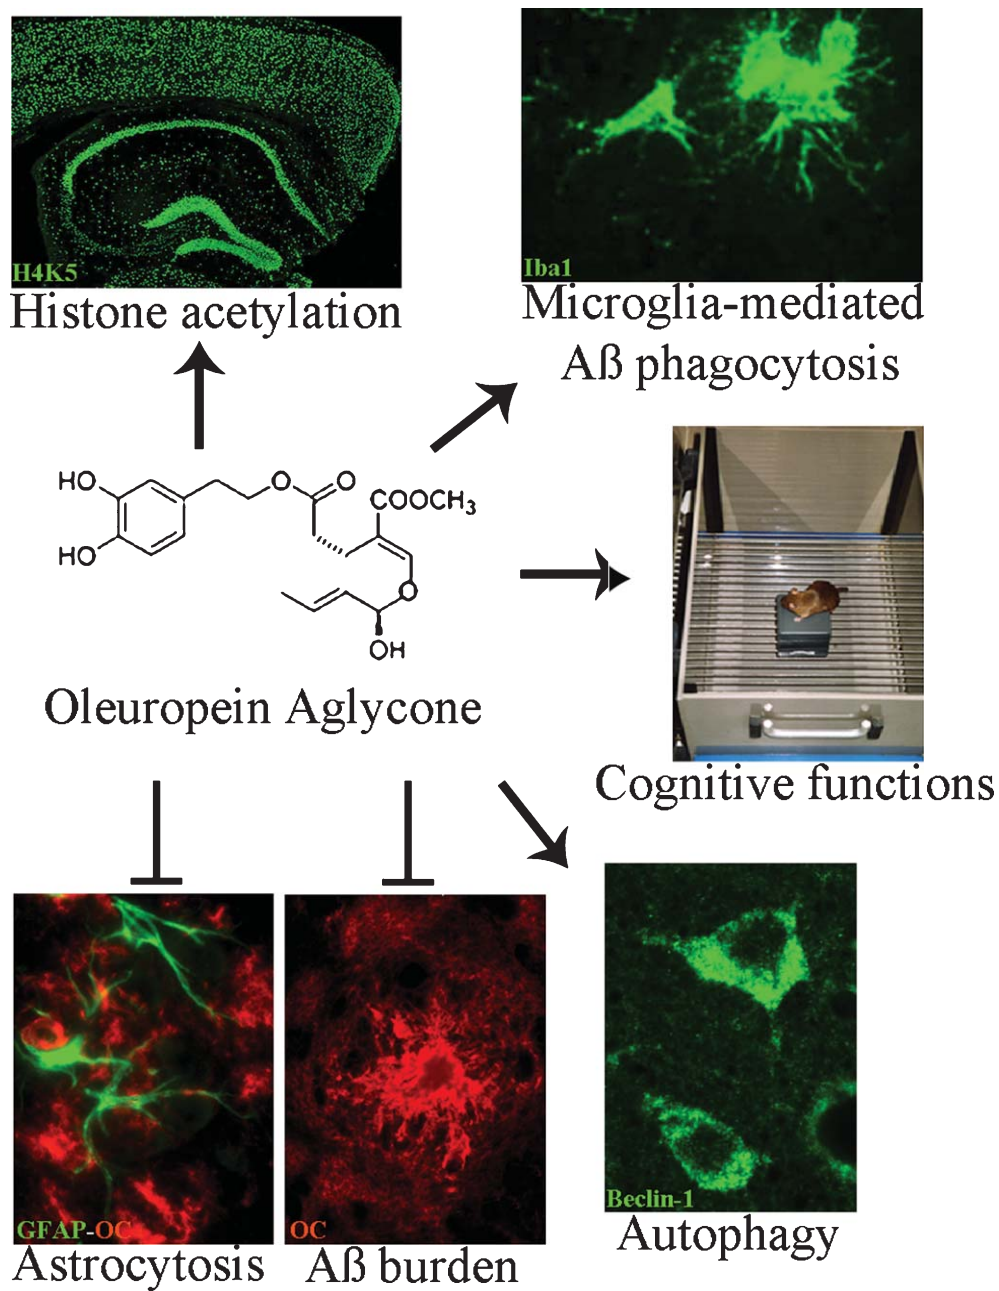 H4K5
Histone acetylation
Iba1
Microglia-mediated
Aß phagocytosis
HO
HO
O
O
COOCH3
O
OH
Oleuropein Aglycone
Cognitive functions
GFAP-OC
Astrocytosis
OC
Aß burden
Beclin-1
Autophagy